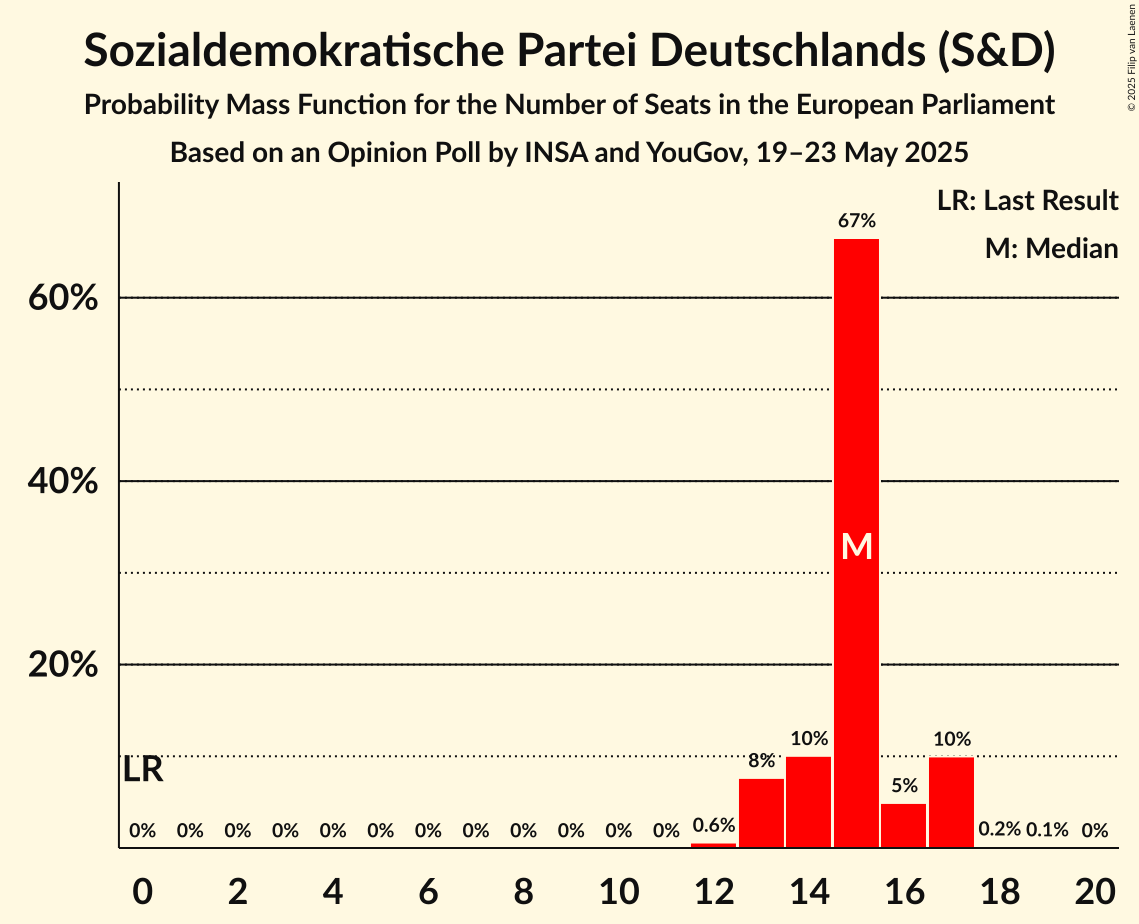 Sozialdemokratische Partei Deutschlands (S&D)
Probability Mass Function for the Number of Seats in the European Parliament
Based on an Opinion Poll by INSA and YouGov, 19–23 May 2025
© 2025 Filip van Laenen
LR: Last Result
M: Median
67%
60%
40%
M
20%
10%
10%
8%
LR
5%
0% 0% 0% 0% 0% 0% 0% 0% 0% 0% 0% 0% 0.6% 0.2% 0.1% 0%
0 2 4 6 8 10 12 14 16 18 20